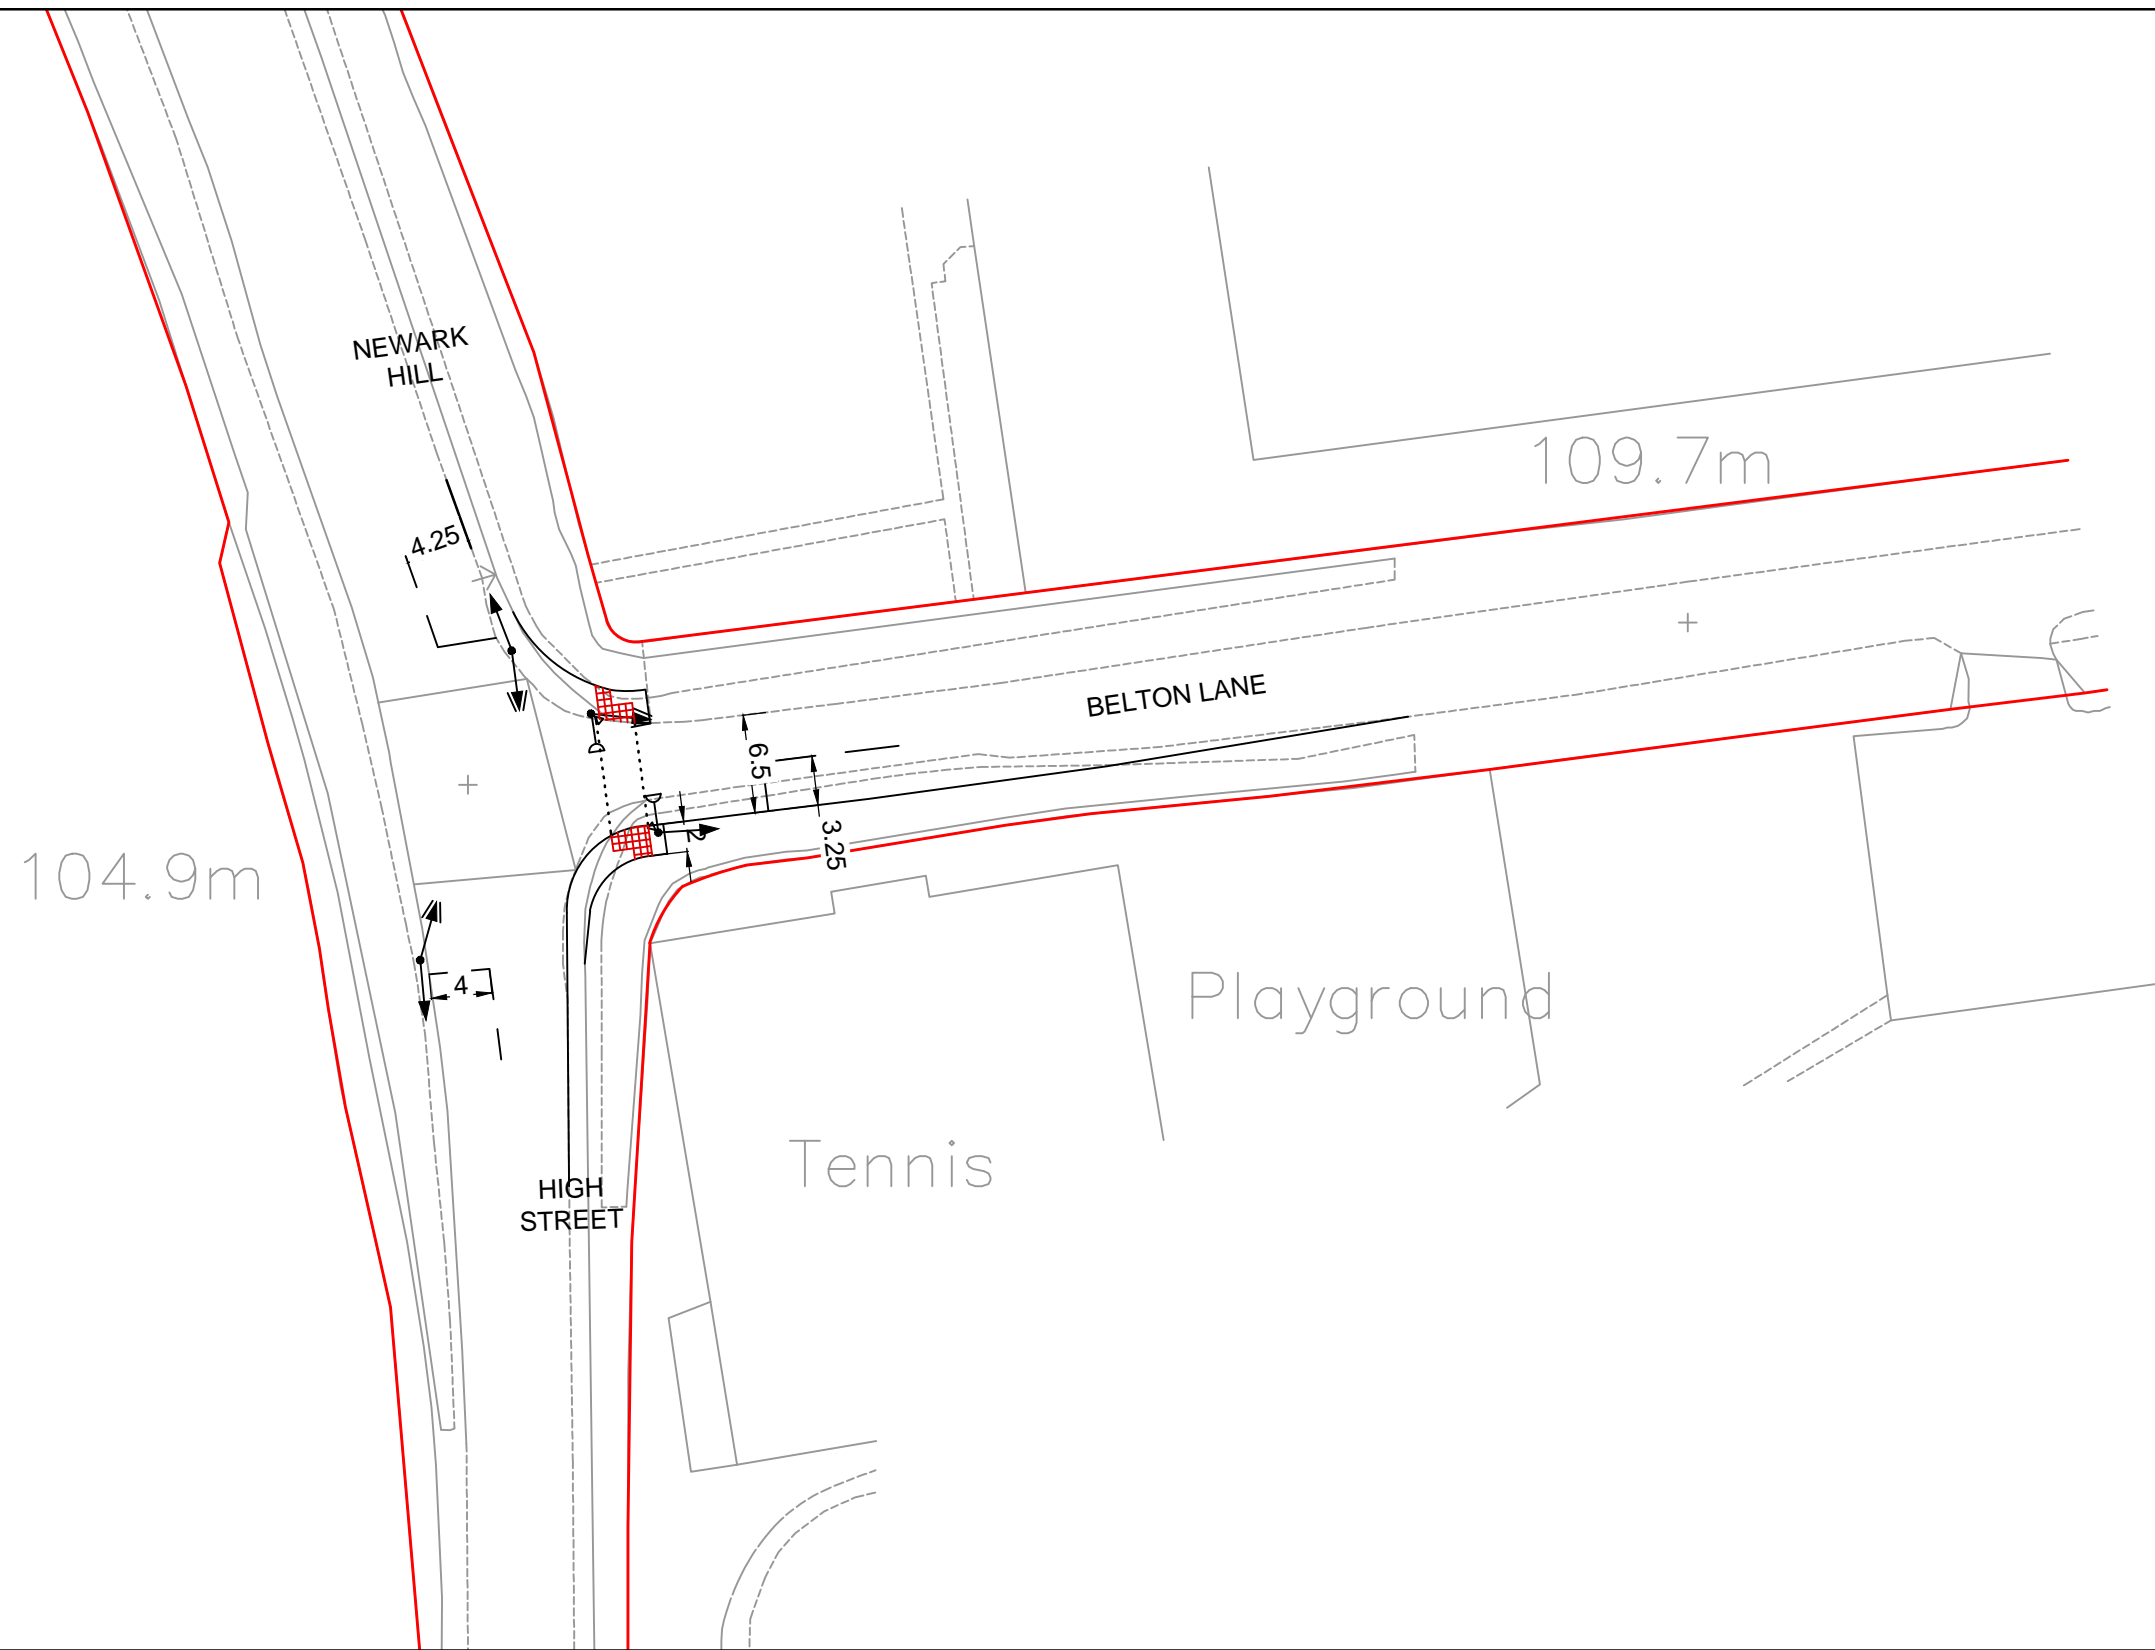 NEWARK
HILL
109.7m
4.25
BELTON LANE
6.5
3.25
2
104.9m
4
Playground
Tennis
HIGH
STREET